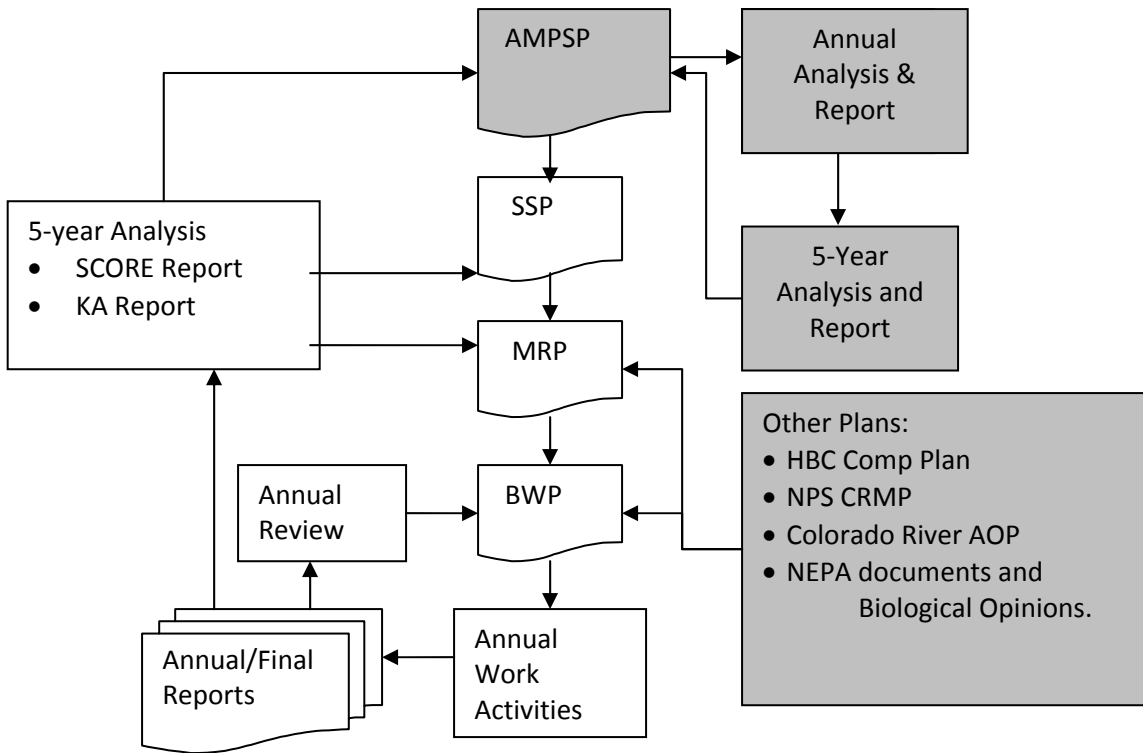 AMPSP
Annual
Analysis &
Report
SSP
5-year Analysis
• SCORE Report
• KA Report
5-Year
Analysis and
Report
MRP
Other Plans:
• HBC Comp Plan
• NPS CRMP
• Colorado River AOP
• NEPA documents and
Biological Opinions.
Annual
Review
BWP
Annual/Final
Reports
Annual
Work
Activities